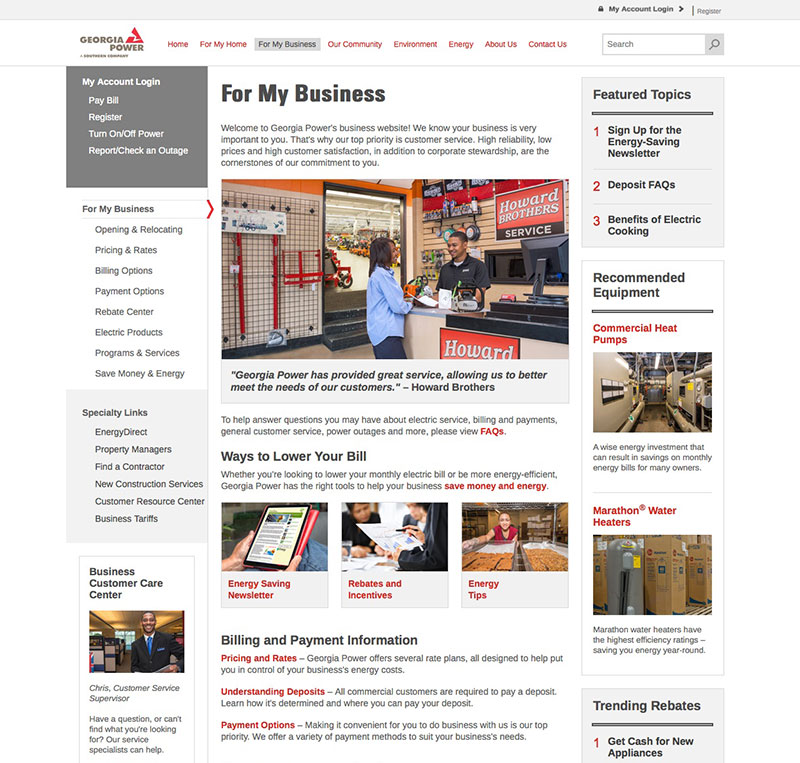 My Account Login
Register
GEORGIA
POWER
A SOUTHERN COMPANY
Home
For My Home
For My Business
Our Community
Environment
Energy
About Us
Contact Us
Search
My Account Login
Pay Bill
Register
Turn On/Off Power
Report/Check an Outage
For My Business
Opening & Relocating
Pricing & Rates
Billing Options
Payment Options
Rebate Center
Electric Products
Programs & Services
Save Money & Energy
Specialty Links
EnergyDirect
Property Managers
Find a Contractor
New Construction Services
Customer Resource Center
Business Tariffs
Business
Customer Care
Center
Chris, Customer Service
Supervisor
Have a question, or can't
find what you're looking
for? Our service
specialists can help.
For My Business
Welcome to Georgia Power's business website! We know your business is very
important to you. That's why our top priority is customer service. High reliability, low
prices and high customer satisfaction, in addition to corporate stewardship, are the
cornerstones of our commitment to you.
Howard
BROTHERS
SERVICE
Howard
"Georgia Power has provided great service, allowing us to better
meet the needs of our customers." – Howard Brothers
To help answer questions you may have about electric service, billing and payments,
general customer service, power outages and more, please view FAQs.
Ways to Lower Your Bill
Whether you're looking to lower your monthly electric bill or be more energy-efficient,
Georgia Power has the right tools to help your business save money and energy.
Energy Saving
Newsletter
Rebates and
Incentives
Energy
Tips
Billing and Payment Information
Pricing and Rates – Georgia Power offers several rate plans, all designed to help put
you in control of your business's energy costs.
Understanding Deposits – All commercial customers are required to pay a deposit.
Learn how it's determined and where you can pay your deposit.
Payment Options – Making it convenient for you to do business with us is our top
priority. We offer a variety of payment methods to suit your business's needs.
Featured Topics
1 Sign Up for the
Energy-Saving
Newsletter
2 Deposit FAQs
3 Benefits of Electric
Cooking
Recommended
Equipment
Commercial Heat
Pumps
A wise energy investment that
can result in savings on monthly
energy bills for many owners.
Marathon® Water
Heaters
Marathon water heaters have
the highest efficiency ratings –
saving you energy year-round.
Trending Rebates
1 Get Cash for New
Appliances